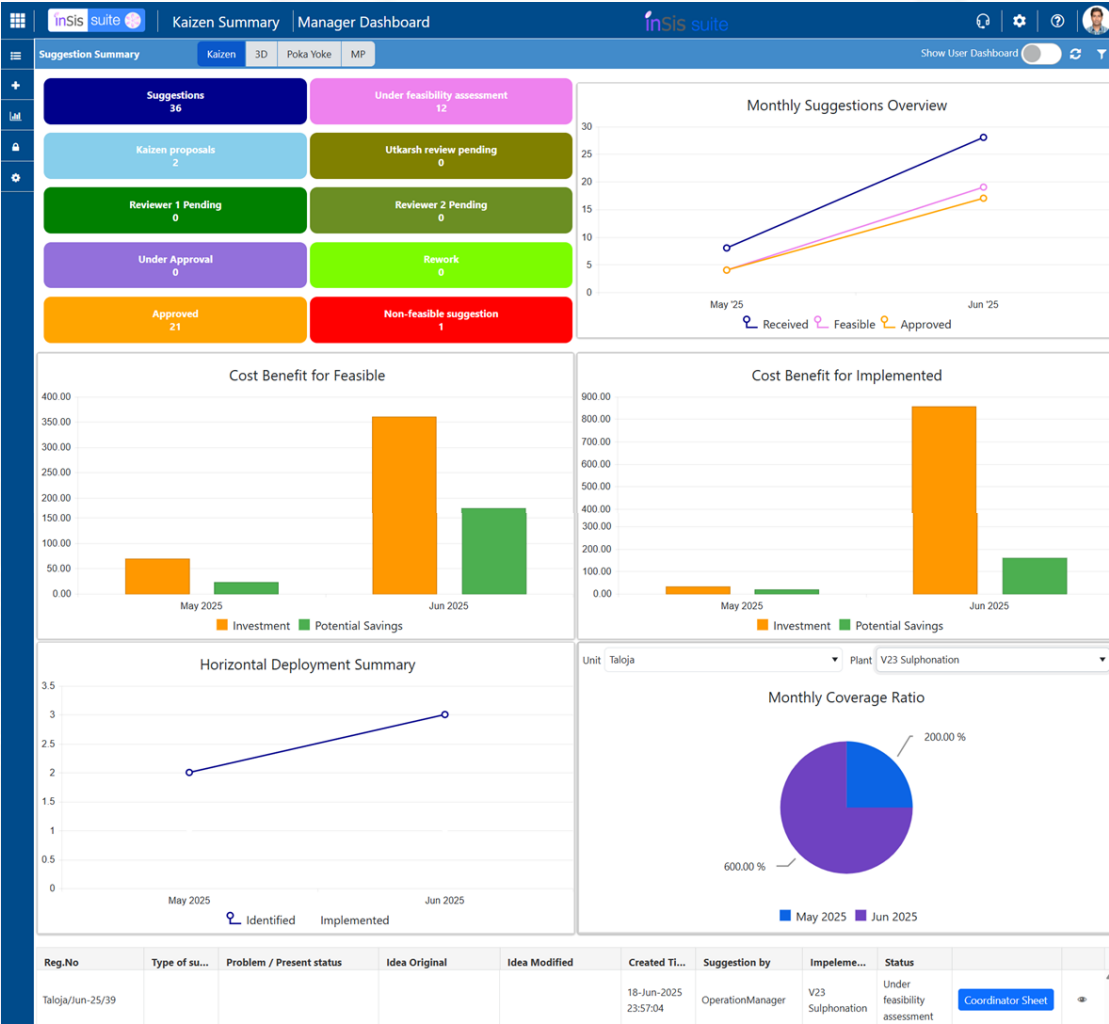 inSis suite
Kaizen Summary
Manager Dashboard
inSis suite
Suggestion Summary
Kaizen
3D
Poka Yoke
MP
Show User Dashboard
Suggestions
36
Under feasibility assessment
12
Kaizen proposals
2
Utkarsh review pending
0
Reviewer 1 Pending
0
Reviewer 2 Pending
0
Under Approval
0
Rework
0
Approved
21
Non-feasible suggestion
1
Monthly Suggestions Overview
30
25
20
15
10
5
0
May '25
Jun '25
Received
Feasible
Approved
Cost Benefit for Feasible
400.00
350.00
300.00
250.00
200.00
150.00
100.00
50.00
0.00
May 2025
Jun 2025
Investment
Potential Savings
Cost Benefit for Implemented
900.00
800.00
700.00
600.00
500.00
400.00
300.00
200.00
100.00
0.00
May 2025
Jun 2025
Investment
Potential Savings
Horizontal Deployment Summary
3.5
3
2.5
2
1.5
1
0.5
0
May 2025
Jun 2025
Identified
Implemented
Unit
Taloja
Plant
V23 Sulphonation
Monthly Coverage Ratio
200.00 %
600.00 %
May 2025
Jun 2025
Reg.No
Type of su...
Problem / Present status
Idea Original
Idea Modified
Created Ti...
Suggestion by
Impeleme...
Status
Taloja/Jun-25/39
18-Jun-2025
23:57:04
OperationManager
V23
Sulphonation
Under
feasibility
assessment
Coordinator Sheet